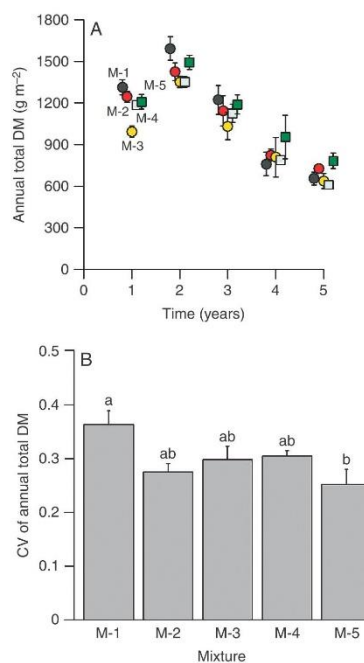 A
Annual total DM (g m⁻²)
1800
1500
1200
900
600
300
0
M-1
M-2
M-3
M-4
M-5
0 1 2 3 4 5
Time (years)
B
CV of annual total DM
0.5
0.4
0.3
0.2
0.1
0
a
ab
ab
ab
b
M-1 M-2 M-3 M-4 M-5
Mixture